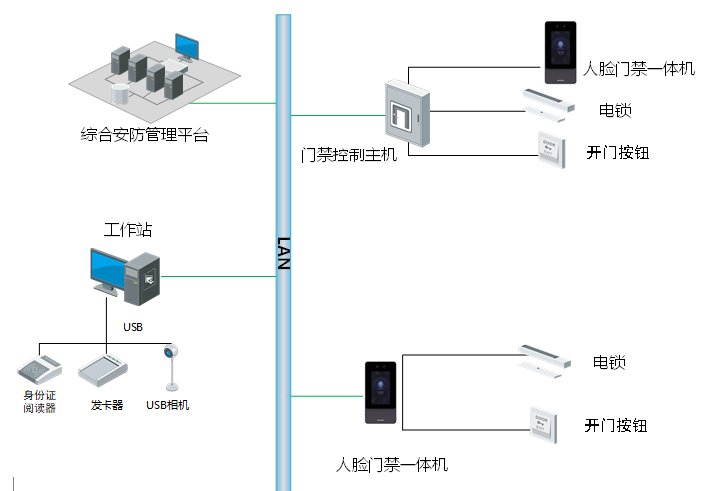 人脸门禁一体机
电锁
综合安防管理平台
门禁控制主机
开门按钮
工作站
LAN
USB
身份证
阅读器
发卡器
USB相机
电锁
开门按钮
人脸门禁一体机